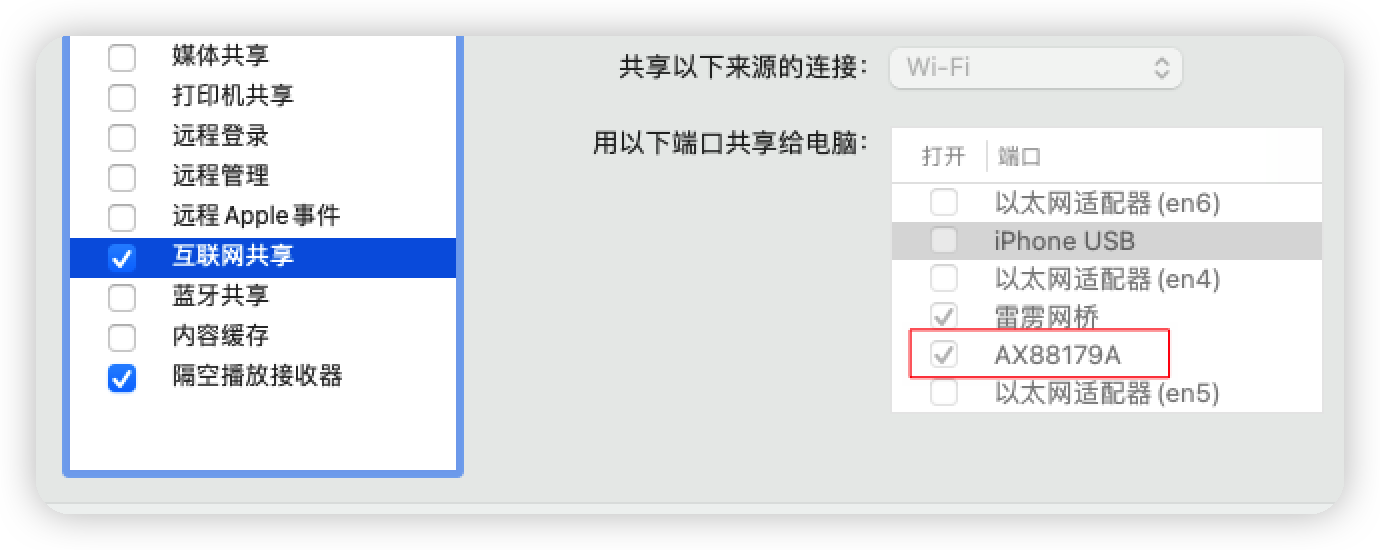 媒体共享
打印机共享
远程登录
远程管理
远程Apple事件
互联网共享
蓝牙共享
内容缓存
隔空播放接收器
共享以下来源的连接： Wi-Fi
用以下端口共享给电脑：
打开 端口
以太网适配器 (en6)
iPhone USB
以太网适配器 (en4)
雷雳网桥
AX88179A
以太网适配器 (en5)